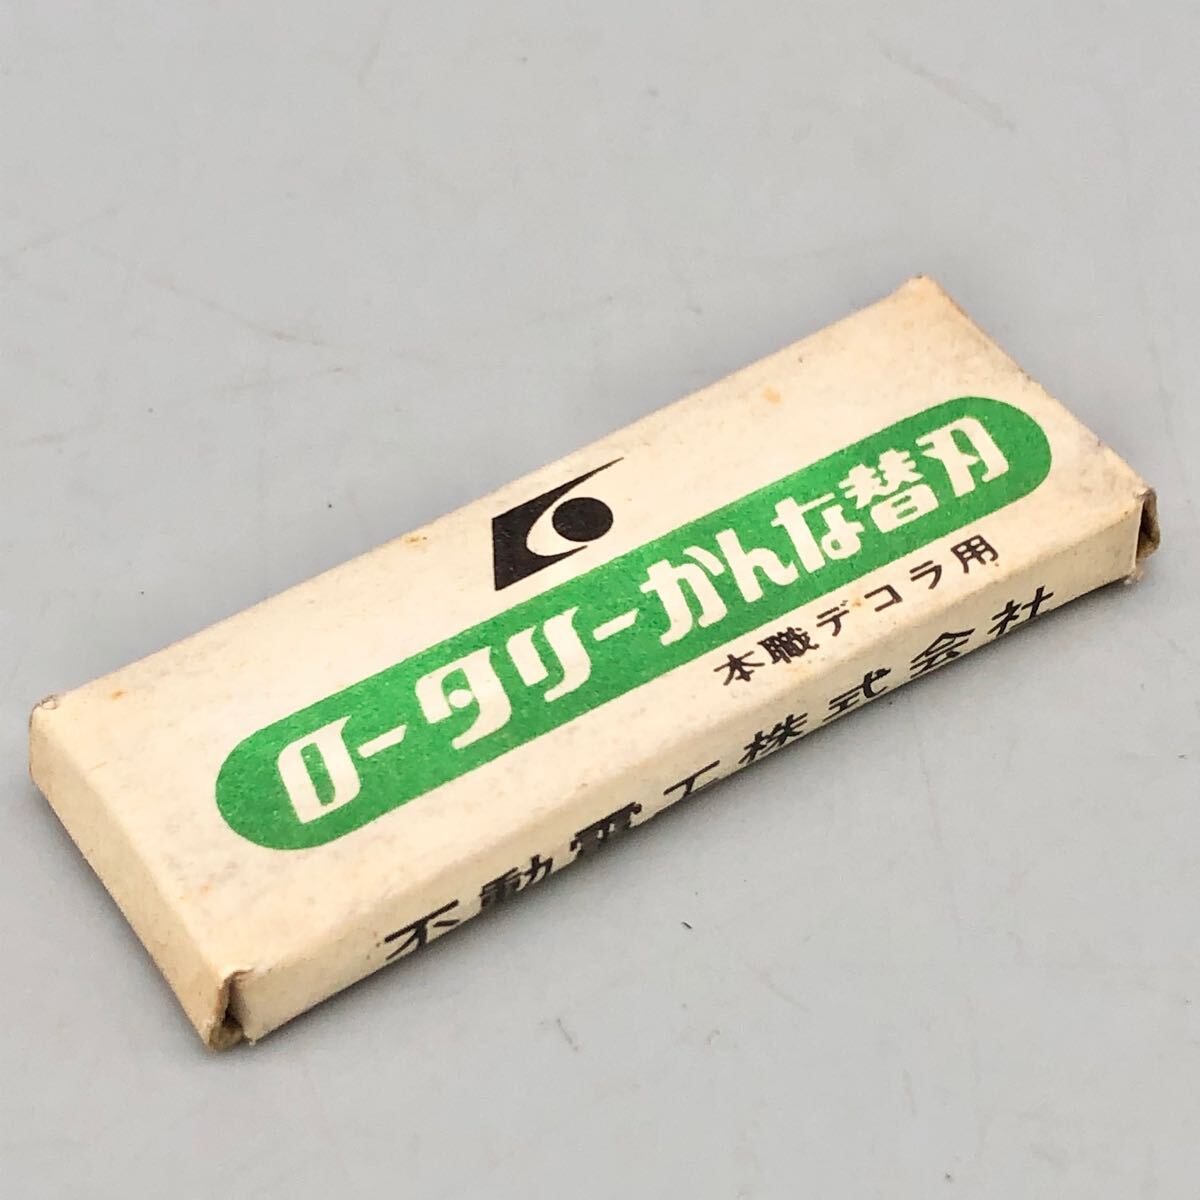 ロータリーかんな替刃
本職デコラ用
不動電工株式会社